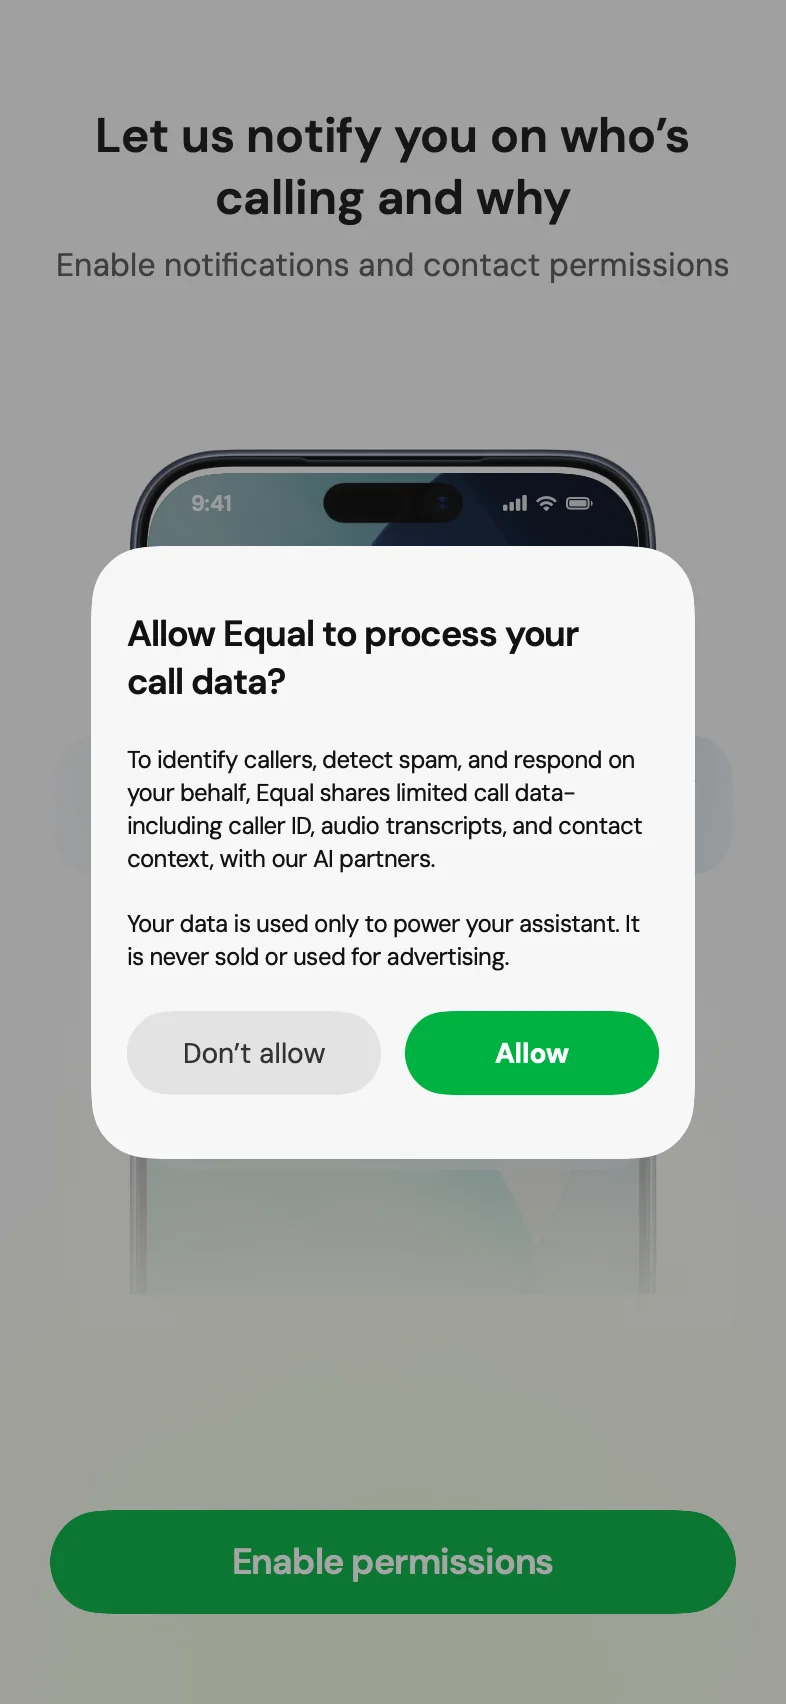 Let us notify you on who’s
calling and why
Enable notifications and contact permissions
9:41
Allow Equal to process your
call data?
To identify callers, detect spam, and respond on
your behalf, Equal shares limited call data-
including caller ID, audio transcripts, and contact
context, with our AI partners.
Your data is used only to power your assistant. It
is never sold or used for advertising.
Don’t allow
Allow
Enable permissions